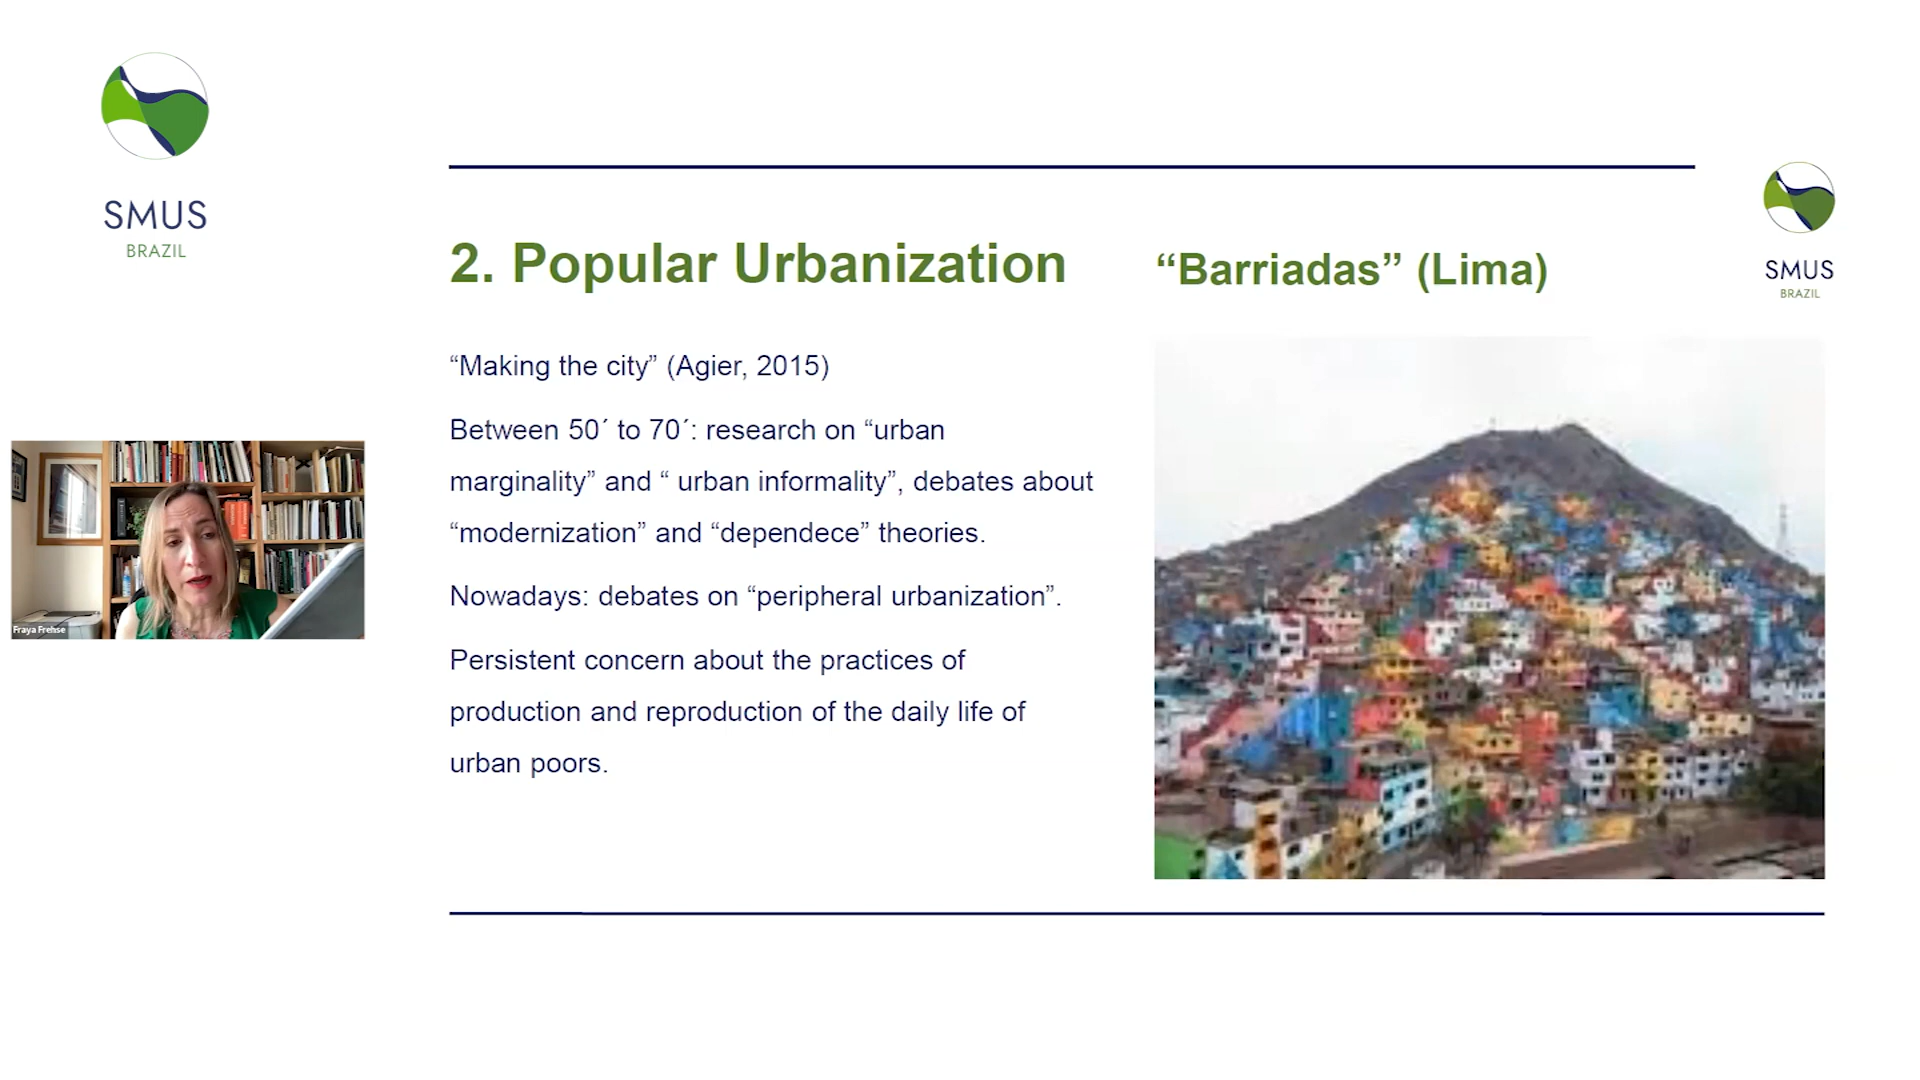 SMUS
BRAZIL
SMUS
BRAZIL
2. Popular Urbanization
“Barriadas” (Lima)
“Making the city” (Agier, 2015)
Between 50´ to 70´: research on “urban
marginality” and “ urban informality”, debates about
“modernization” and “dependece” theories.
Nowadays: debates on “peripheral urbanization”.
Persistent concern about the practices of
production and reproduction of the daily life of
urban poors.
Fraya Frehse